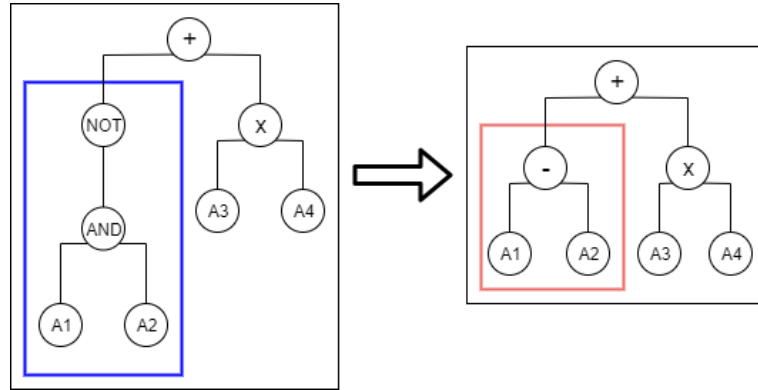 +
NOT
X
A3 A4
AND
A1 A2
+
-
X
A1 A2 A3 A4